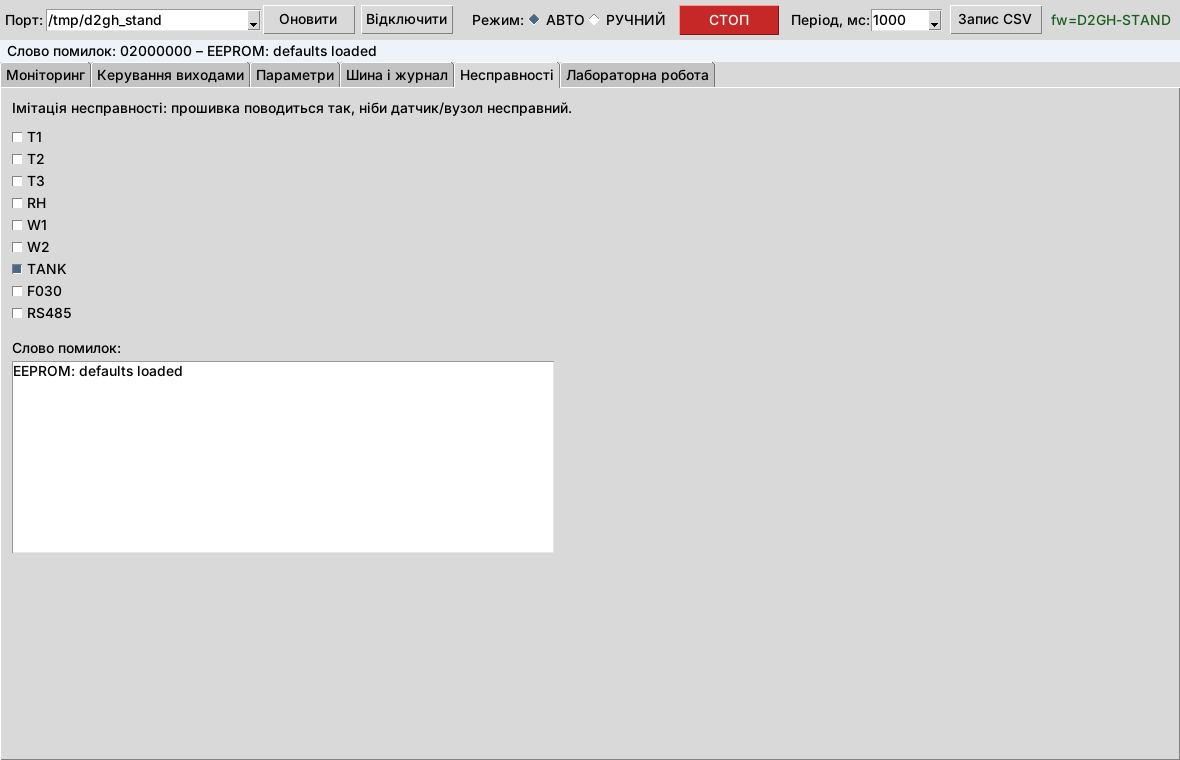 Порт: /tmp/d2gh_stand Оновити Відключити Режим: АВТО РУЧНИЙ СТОП Період, мс: 1000 Запис CSV fw=D2GH-STAND
Слово помилок: 02000000 – EEPROM: defaults loaded
Моніторинг Керування виходами Параметри Шина і журнал Несправності Лабораторна робота
Імітація несправності: прошивка поводиться так, ніби датчик/вузол несправний.
T1
T2
T3
RH
W1
W2
TANK
F030
RS485
Слово помилок:
EEPROM: defaults loaded